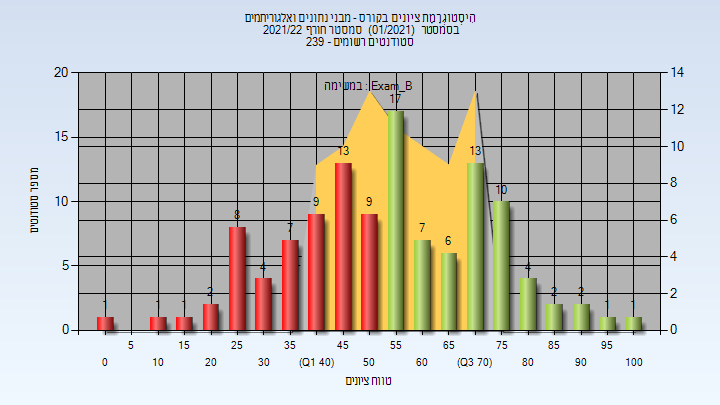 היסטוגרמת ציונים בקורס - מבני נתונים ואלגוריתמים
בסמסטר (01/2021) סמסטר חורף 2021/22
סטודנטים רשומים - 239
במשימה : Exam_B
מספר סטודנטים
20
15
10
5
0
14
12
10
8
6
4
2
0
1 1 1 2 8 4 7 9 13 9 17 7 6 13 10 4 2 2 1 1
5 15 25 35 45 55 65 75 85 95
0 10 20 30 (Q1 40) 50 60 (Q3 70) 80 90 100
טווח ציונים